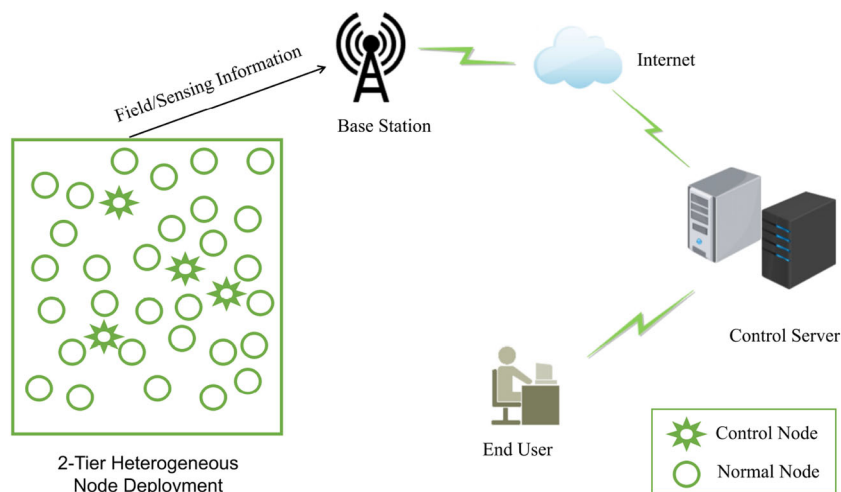 Field/Sensing Information
Base Station
Internet
Control Server
End User
2-Tier Heterogeneous
Node Deployment
Control Node
Normal Node